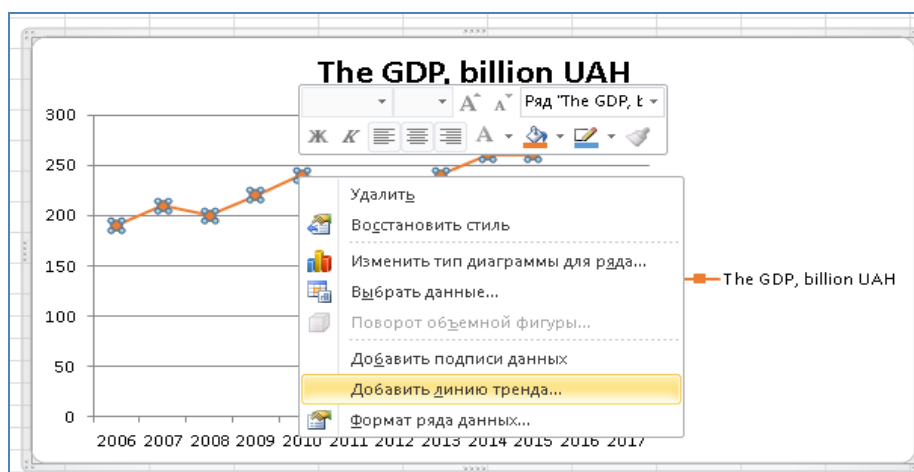 The GDP, billion UAH
Ряд "The GDP, t
Ж К A
300
250
200
150
100
50
0
2006 2007 2008 2009 2010 2011 2012 2013 2014 2015 2016 2017
The GDP, billion UAH
Удалить
Восстановить стиль
Изменить тип диаграммы для ряда...
Выбрать данные...
Поворот объемной фигуры...
Добавить подписи данных
Добавить линию тренда...
Формат ряда данных...